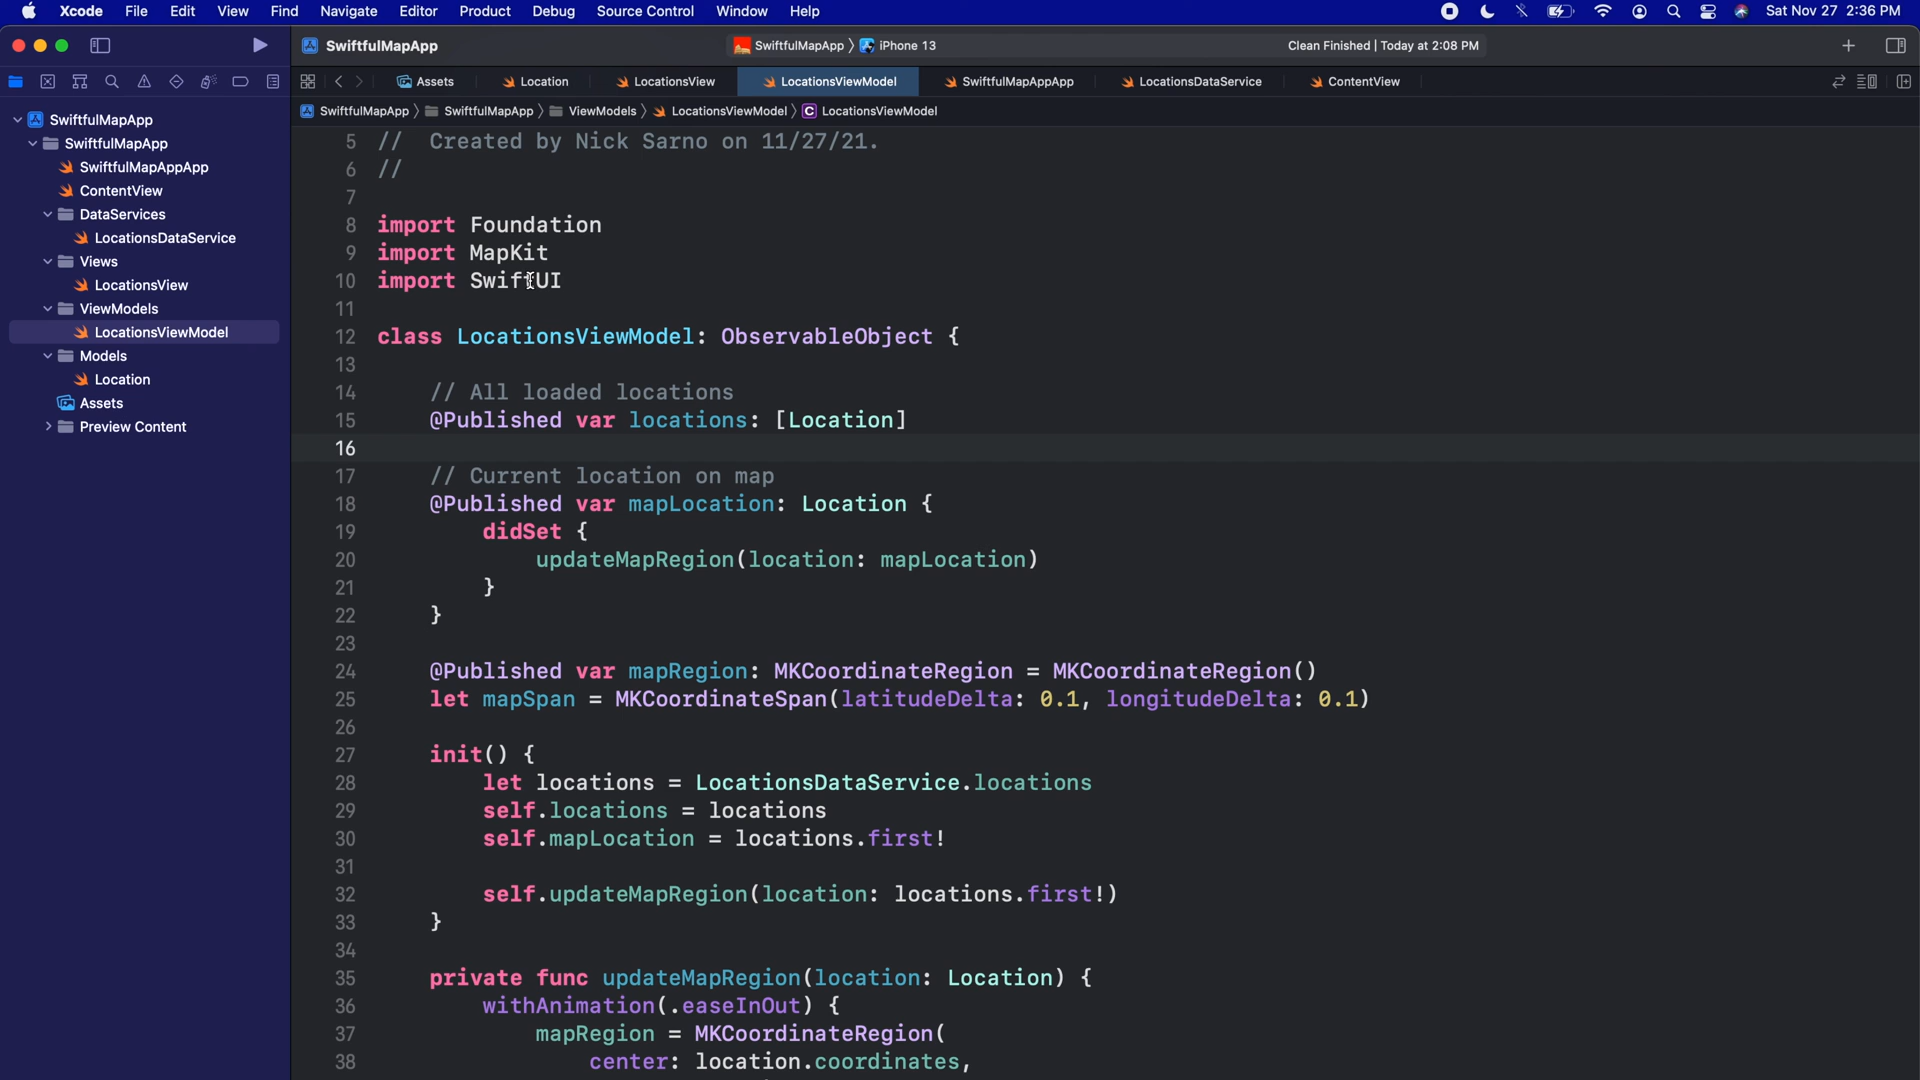 Xcode File Edit View Find Navigate Editor Product Debug Source Control Window Help Sat Nov 27 2:36 PM
SwiftfulMapApp SwiftfulMapApp iPhone 13 Clean Finished | Today at 2:08 PM
Assets Location LocationsView LocationsViewModel SwiftfulMapAppApp LocationsDataService ContentView
SwiftfulMapApp SwiftfulMapApp ViewModels LocationsViewModel C LocationsViewModel
SwiftfulMapApp
SwiftfulMapApp
SwiftfulMapAppApp
ContentView
DataServices
LocationsDataService
Views
LocationsView
ViewModels
LocationsViewModel
Models
Location
Assets
Preview Content
5 //  Created by Nick Sarno on 11/27/21.
6 //
7
8 import Foundation
9 import MapKit
10 import SwiftUI
11
12 class LocationsViewModel: ObservableObject {
13
14 // All loaded locations
15 @Published var locations: [Location]
16
17 // Current location on map
18 @Published var mapLocation: Location {
19 didSet {
20 updateMapRegion(location: mapLocation)
21 }
22 }
23
24 @Published var mapRegion: MKCoordinateRegion = MKCoordinateRegion()
25 let mapSpan = MKCoordinateSpan(latitudeDelta: 0.1, longitudeDelta: 0.1)
26
27 init() {
28 let locations = LocationsDataService.locations
29 self.locations = locations
30 self.mapLocation = locations.first!
31
32 self.updateMapRegion(location: locations.first!)
33 }
34
35 private func updateMapRegion(location: Location) {
36 withAnimation(.easeInOut) {
37 mapRegion = MKCoordinateRegion(
38 center: location.coordinates,